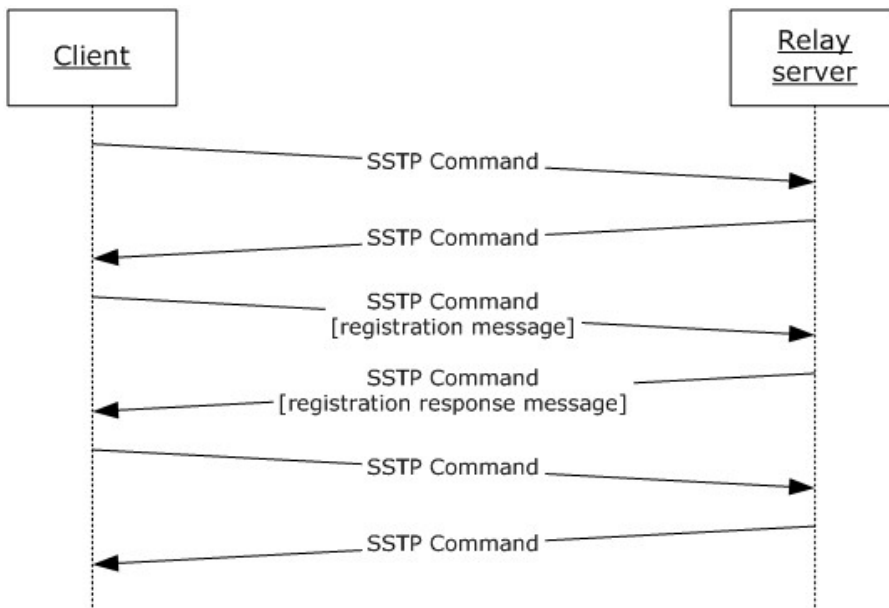 Client
Relay
server
SSTP Command
SSTP Command
SSTP Command
[registration message]
SSTP Command
[registration response message]
SSTP Command
SSTP Command